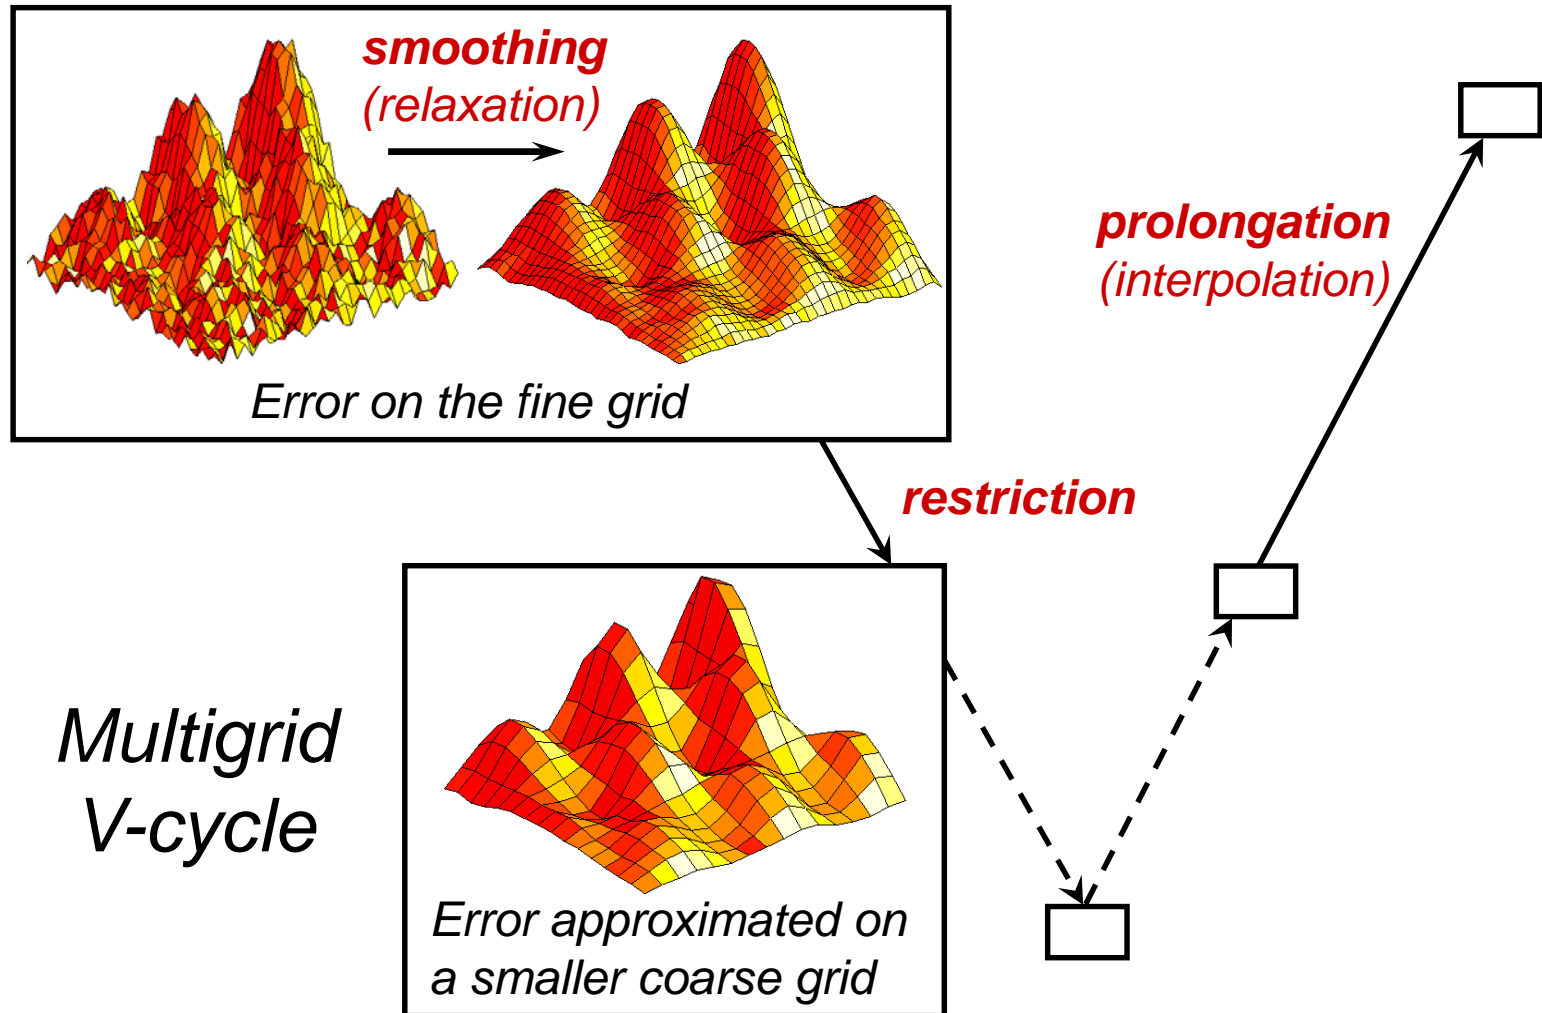 smoothing
(relaxation)
Error on the fine grid
prolongation
(interpolation)
restriction
Multigrid
V-cycle
Error approximated on
a smaller coarse grid